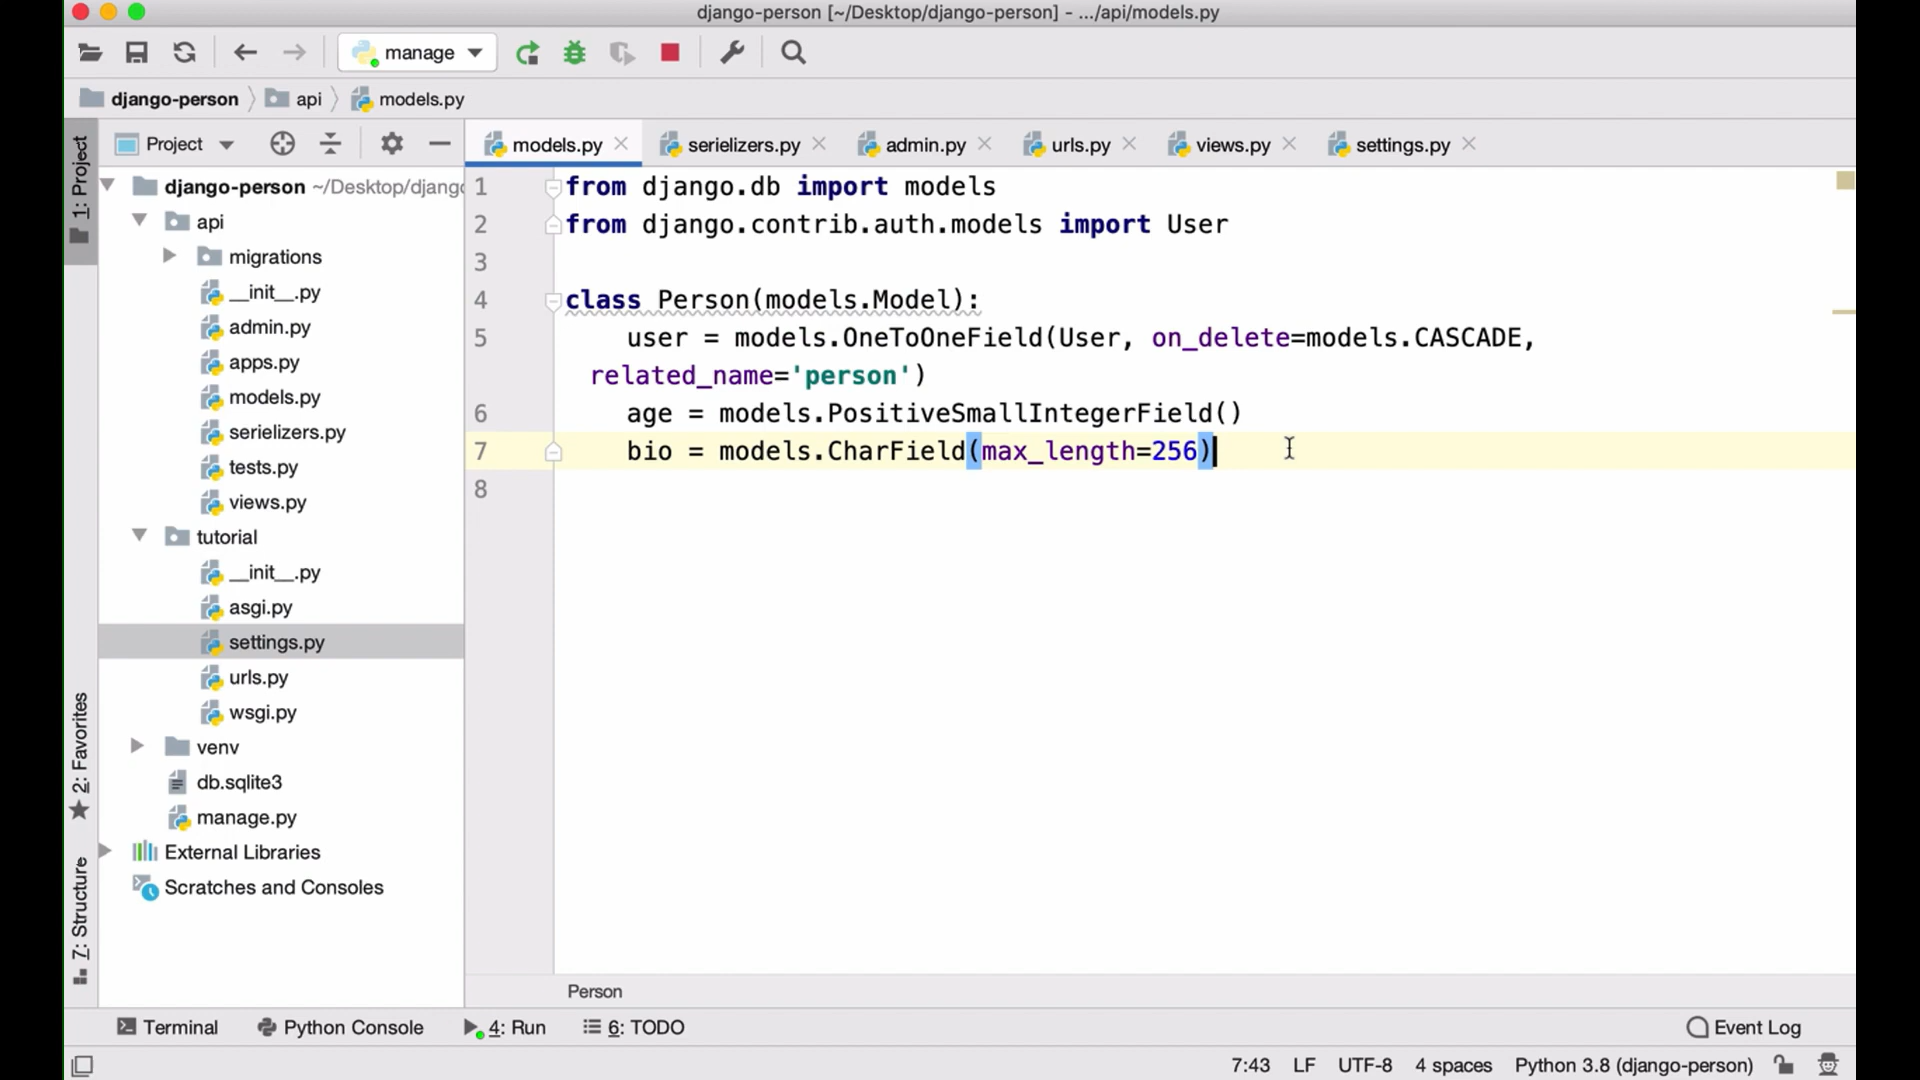 django-person [~/Desktop/django-person] - .../api/models.py
manage
django-person
api
models.py
1: Project
Project
models.py
serielizers.py
admin.py
urls.py
views.py
settings.py
django-person ~/Desktop/djang
api
migrations
__init__.py
admin.py
apps.py
models.py
serielizers.py
tests.py
views.py
tutorial
__init__.py
asgi.py
settings.py
urls.py
wsgi.py
venv
db.sqlite3
manage.py
External Libraries
Scratches and Consoles
2: Favorites
7: Structure
1 from django.db import models
2 from django.contrib.auth.models import User
3
4 class Person(models.Model):
5 user = models.OneToOneField(User, on_delete=models.CASCADE,
related_name='person')
6 age = models.PositiveSmallIntegerField()
7 bio = models.CharField(max_length=256)
8
Person
Terminal
Python Console
4: Run
6: TODO
Event Log
7:43
LF
UTF-8
4 spaces
Python 3.8 (django-person)